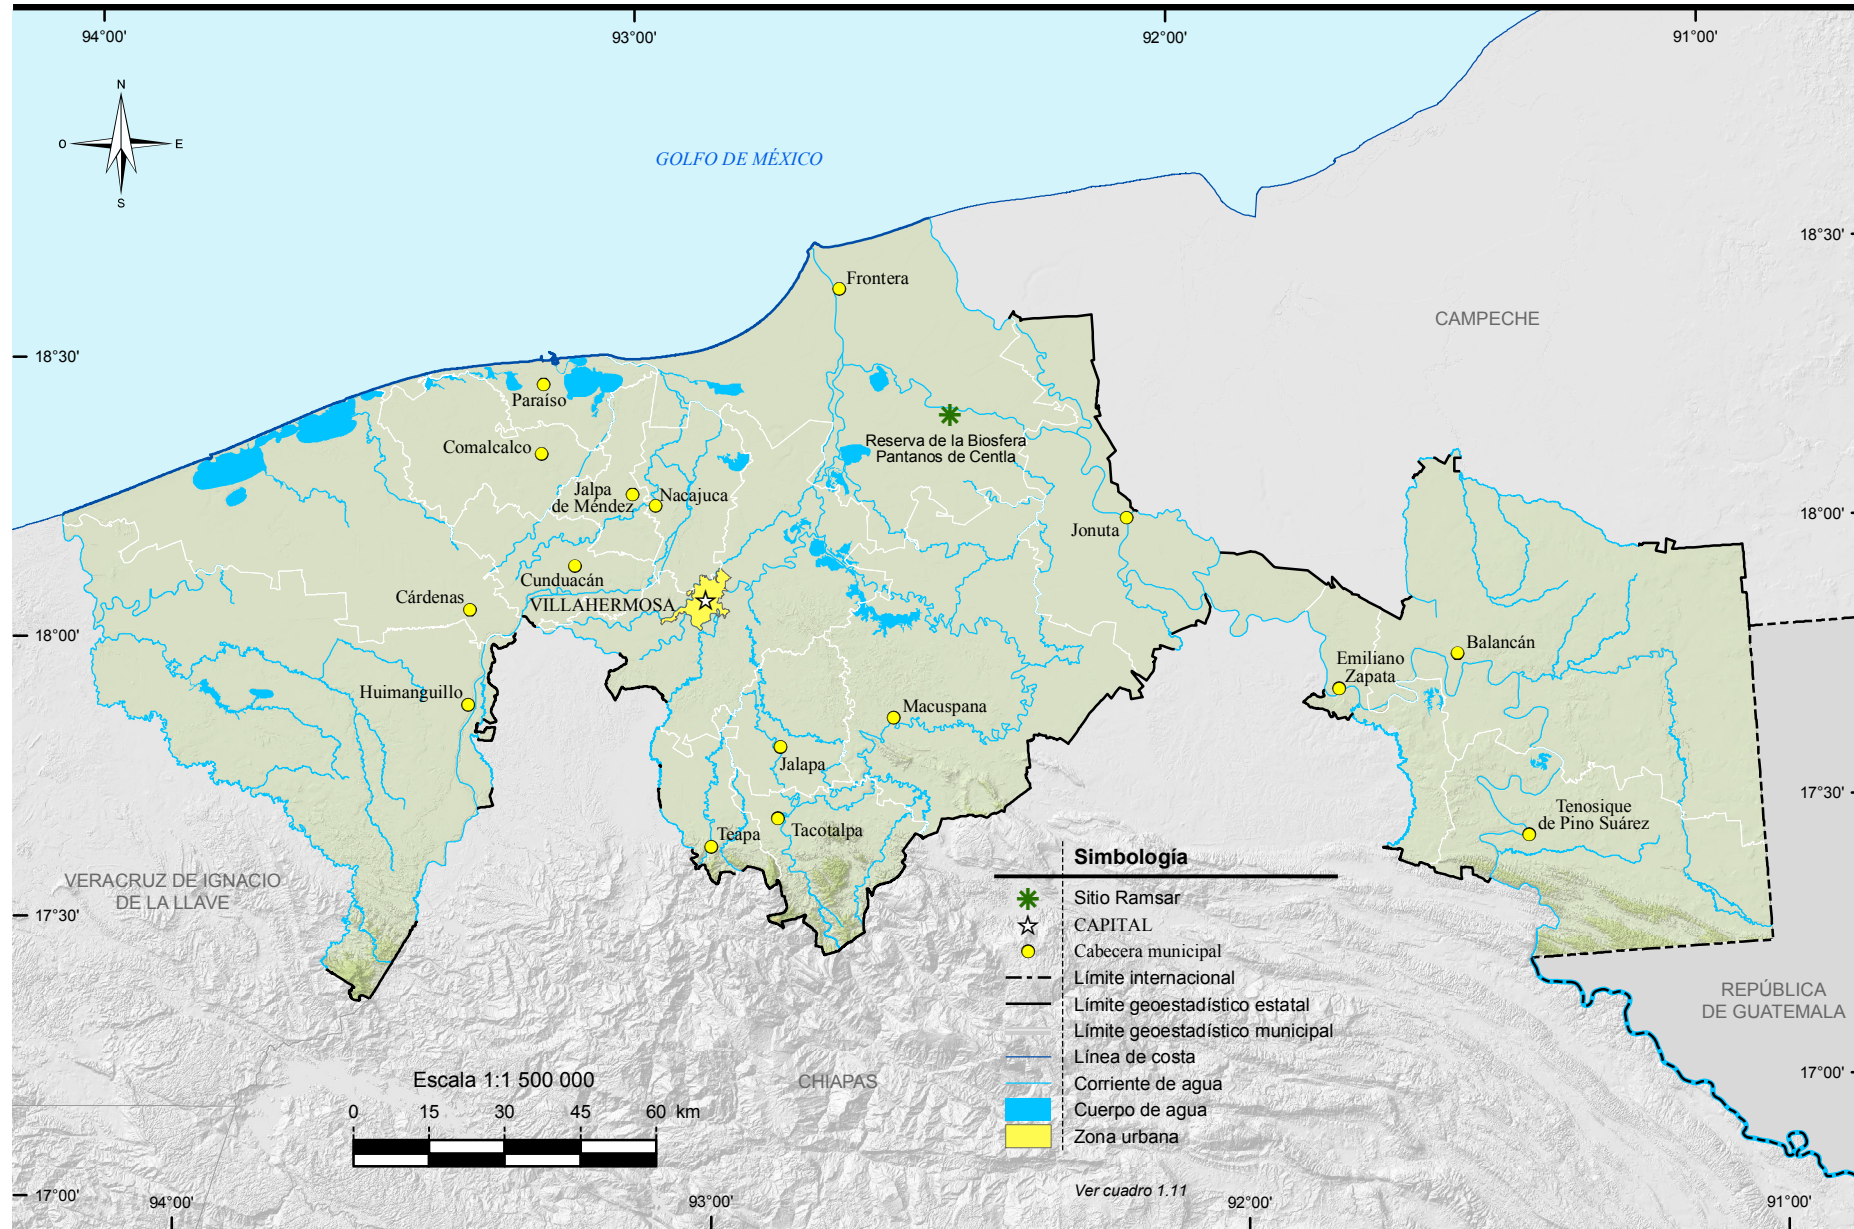 94°00'
93°00'
92°00'
91°00'
N
O
E
S
GOLFO DE MÉXICO
18°30'
Frontera
CAMPECHE
18°30'
Paraíso
Reserva de la Biosfera
Pantanos de Centla
Comalcalco
Jalpa
de Méndez
Nacajuca
18°00'
Jonuta
Cunduacán
Cárdenas
VILLAHERMOSA
18°00'
Balancán
Emiliano
Zapata
Huimanguillo
Macuspana
Jalapa
17°30'
Tenosique
de Pino Suárez
Teapa
Tacotalpa
VERACRUZ DE IGNACIO
DE LA LLAVE
17°30'
Simbología
Sitio Ramsar
CAPITAL
Cabecera municipal
Límite internacional
Límite geoestadístico estatal
Límite geoestadístico municipal
Línea de costa
Corriente de agua
Cuerpo de agua
Zona urbana
Ver cuadro 1.11
REPÚBLICA
DE GUATEMALA
CHIAPAS
17°00'
Escala 1:1 500 000
0 15 30 45 60 km
17°00'
94°00'
93°00'
92°00'
91°00'